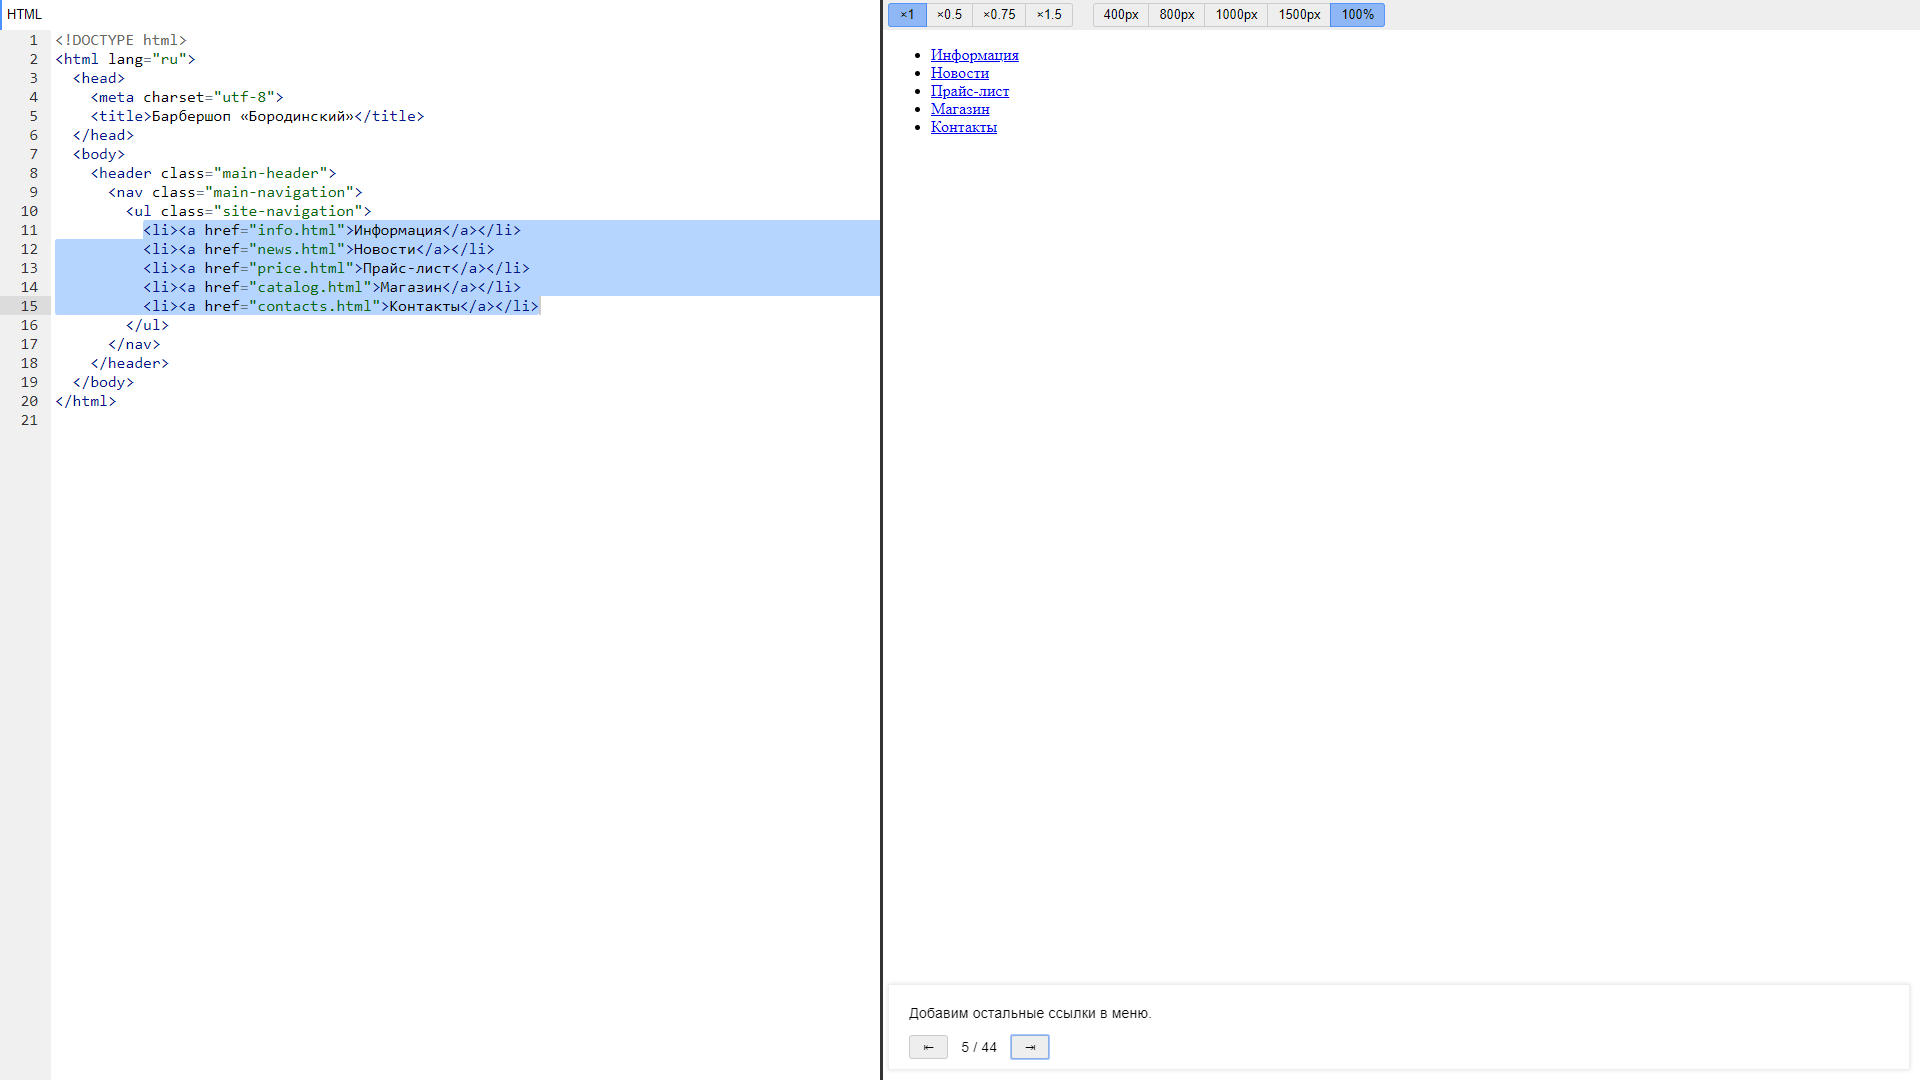 HTML
1 <!DOCTYPE html>
2 <html lang="ru">
3 <head>
4 <meta charset="utf-8">
5 <title>Барбершоп «Бородинский»</title>
6 </head>
7 <body>
8 <header class="main-header">
9 <nav class="main-navigation">
10 <ul class="site-navigation">
11 <li><a href="info.html">Информация</a></li>
12 <li><a href="news.html">Новости</a></li>
13 <li><a href="price.html">Прайс-лист</a></li>
14 <li><a href="catalog.html">Магазин</a></li>
15 <li><a href="contacts.html">Контакты</a></li>
16 </ul>
17 </nav>
18 </header>
19 </body>
20 </html>
21
×1 ×0.5 ×0.75 ×1.5 400px 800px 1000px 1500px 100%
• Информация
• Новости
• Прайс-лист
• Магазин
• Контакты
Добавим остальные ссылки в меню.
⇤ 5 / 44 ⇥